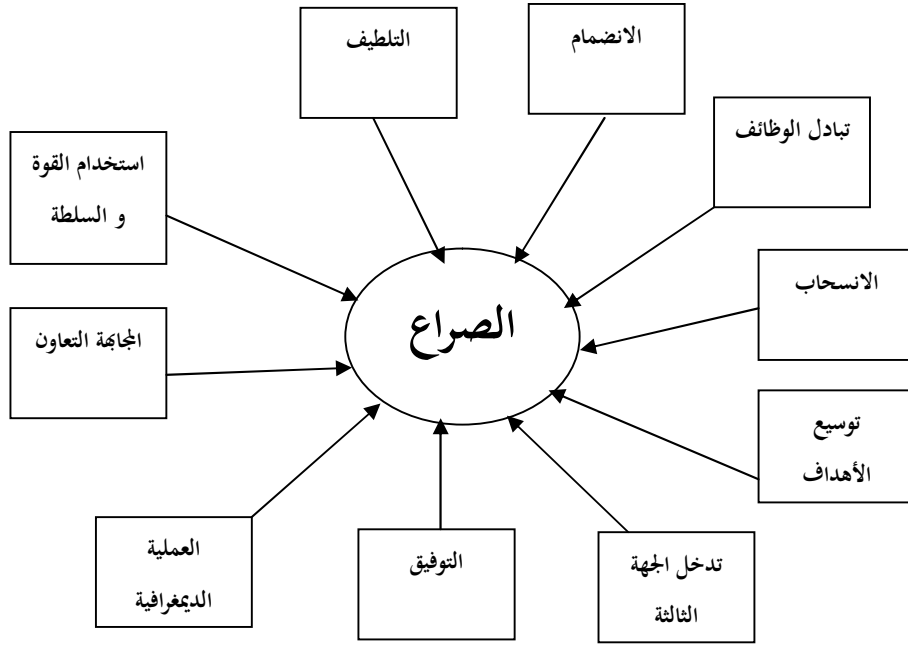 الانضمام
التلطيف
تبادل الوظائف
استخدام القوة
و السلطة
الانسحاب
الصراع
المجابهة التعاون
توسيع
الأهداف
العملية
الديمغرافية
التوفيق
تدخل الجهة
الثالثة